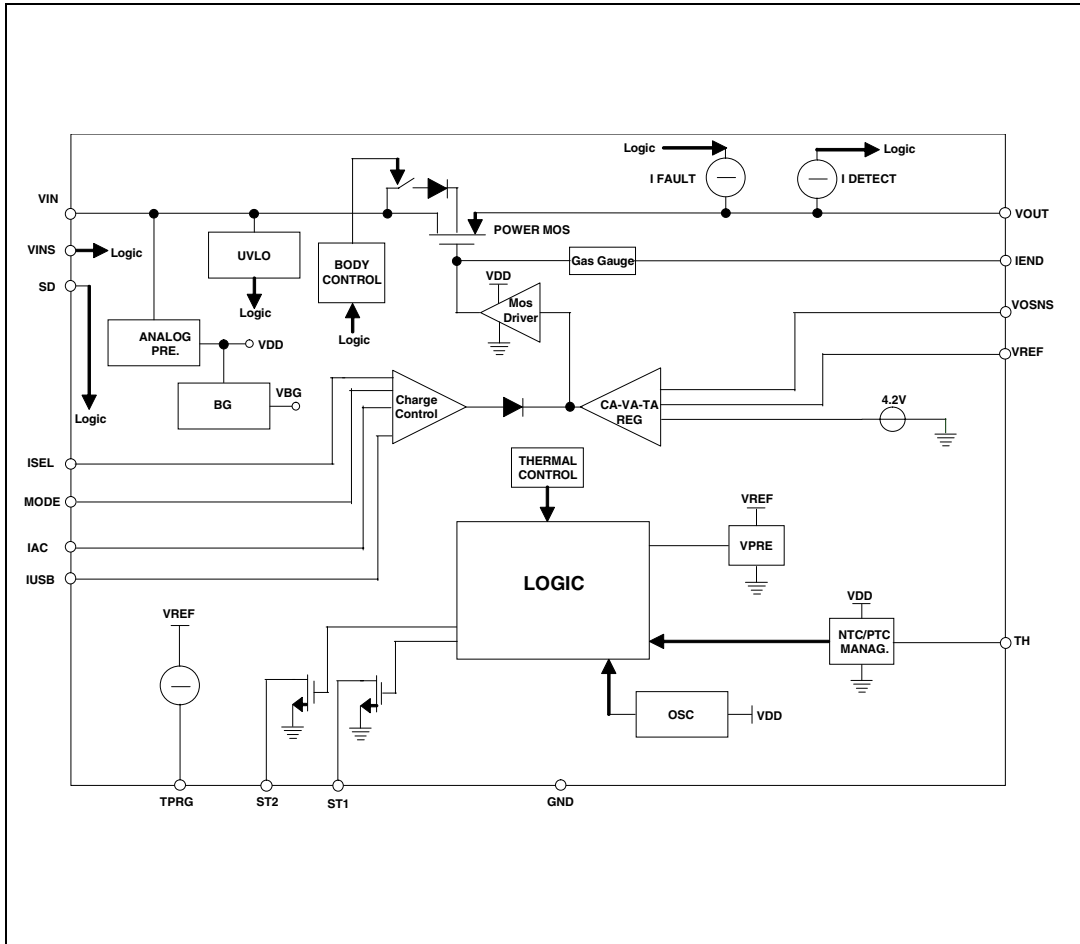 Logic
Logic
I FAULT
I DETECT
VIN
VOUT
POWER MOS
VINS
Logic
UVLO
BODY
CONTROL
Gas Gauge
IEND
SD
VDD
Mos
Driver
VOSNS
Logic
ANALOG
PRE.
VDD
Logic
VREF
BG
VBG
Charge
Control
CA-VA-TA
REG
4.2V
Logic
ISEL
THERMAL
CONTROL
MODE
VREF
IAC
VPRE
IUSB
LOGIC
VREF
VDD
NTC/PTC
MANAG.
TH
OSC
VDD
TPRG
ST2
ST1
GND